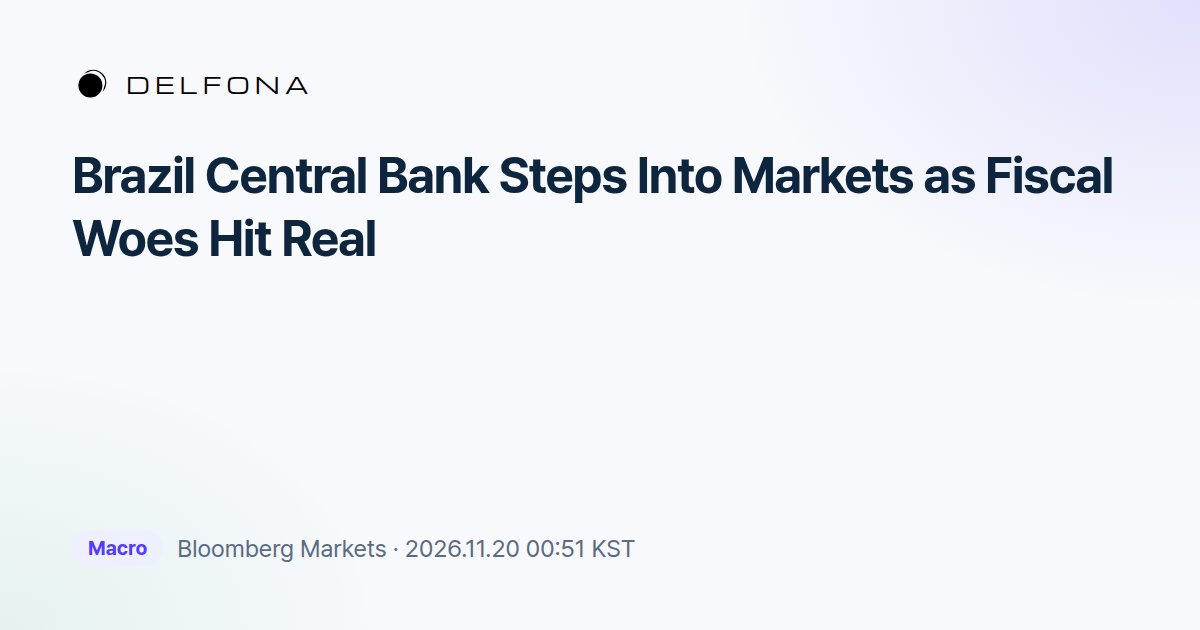 DELFONA
Brazil Central Bank Steps Into Markets as Fiscal
Woes Hit Real
Macro Bloomberg Markets · 2026.11.20 00:51 KST